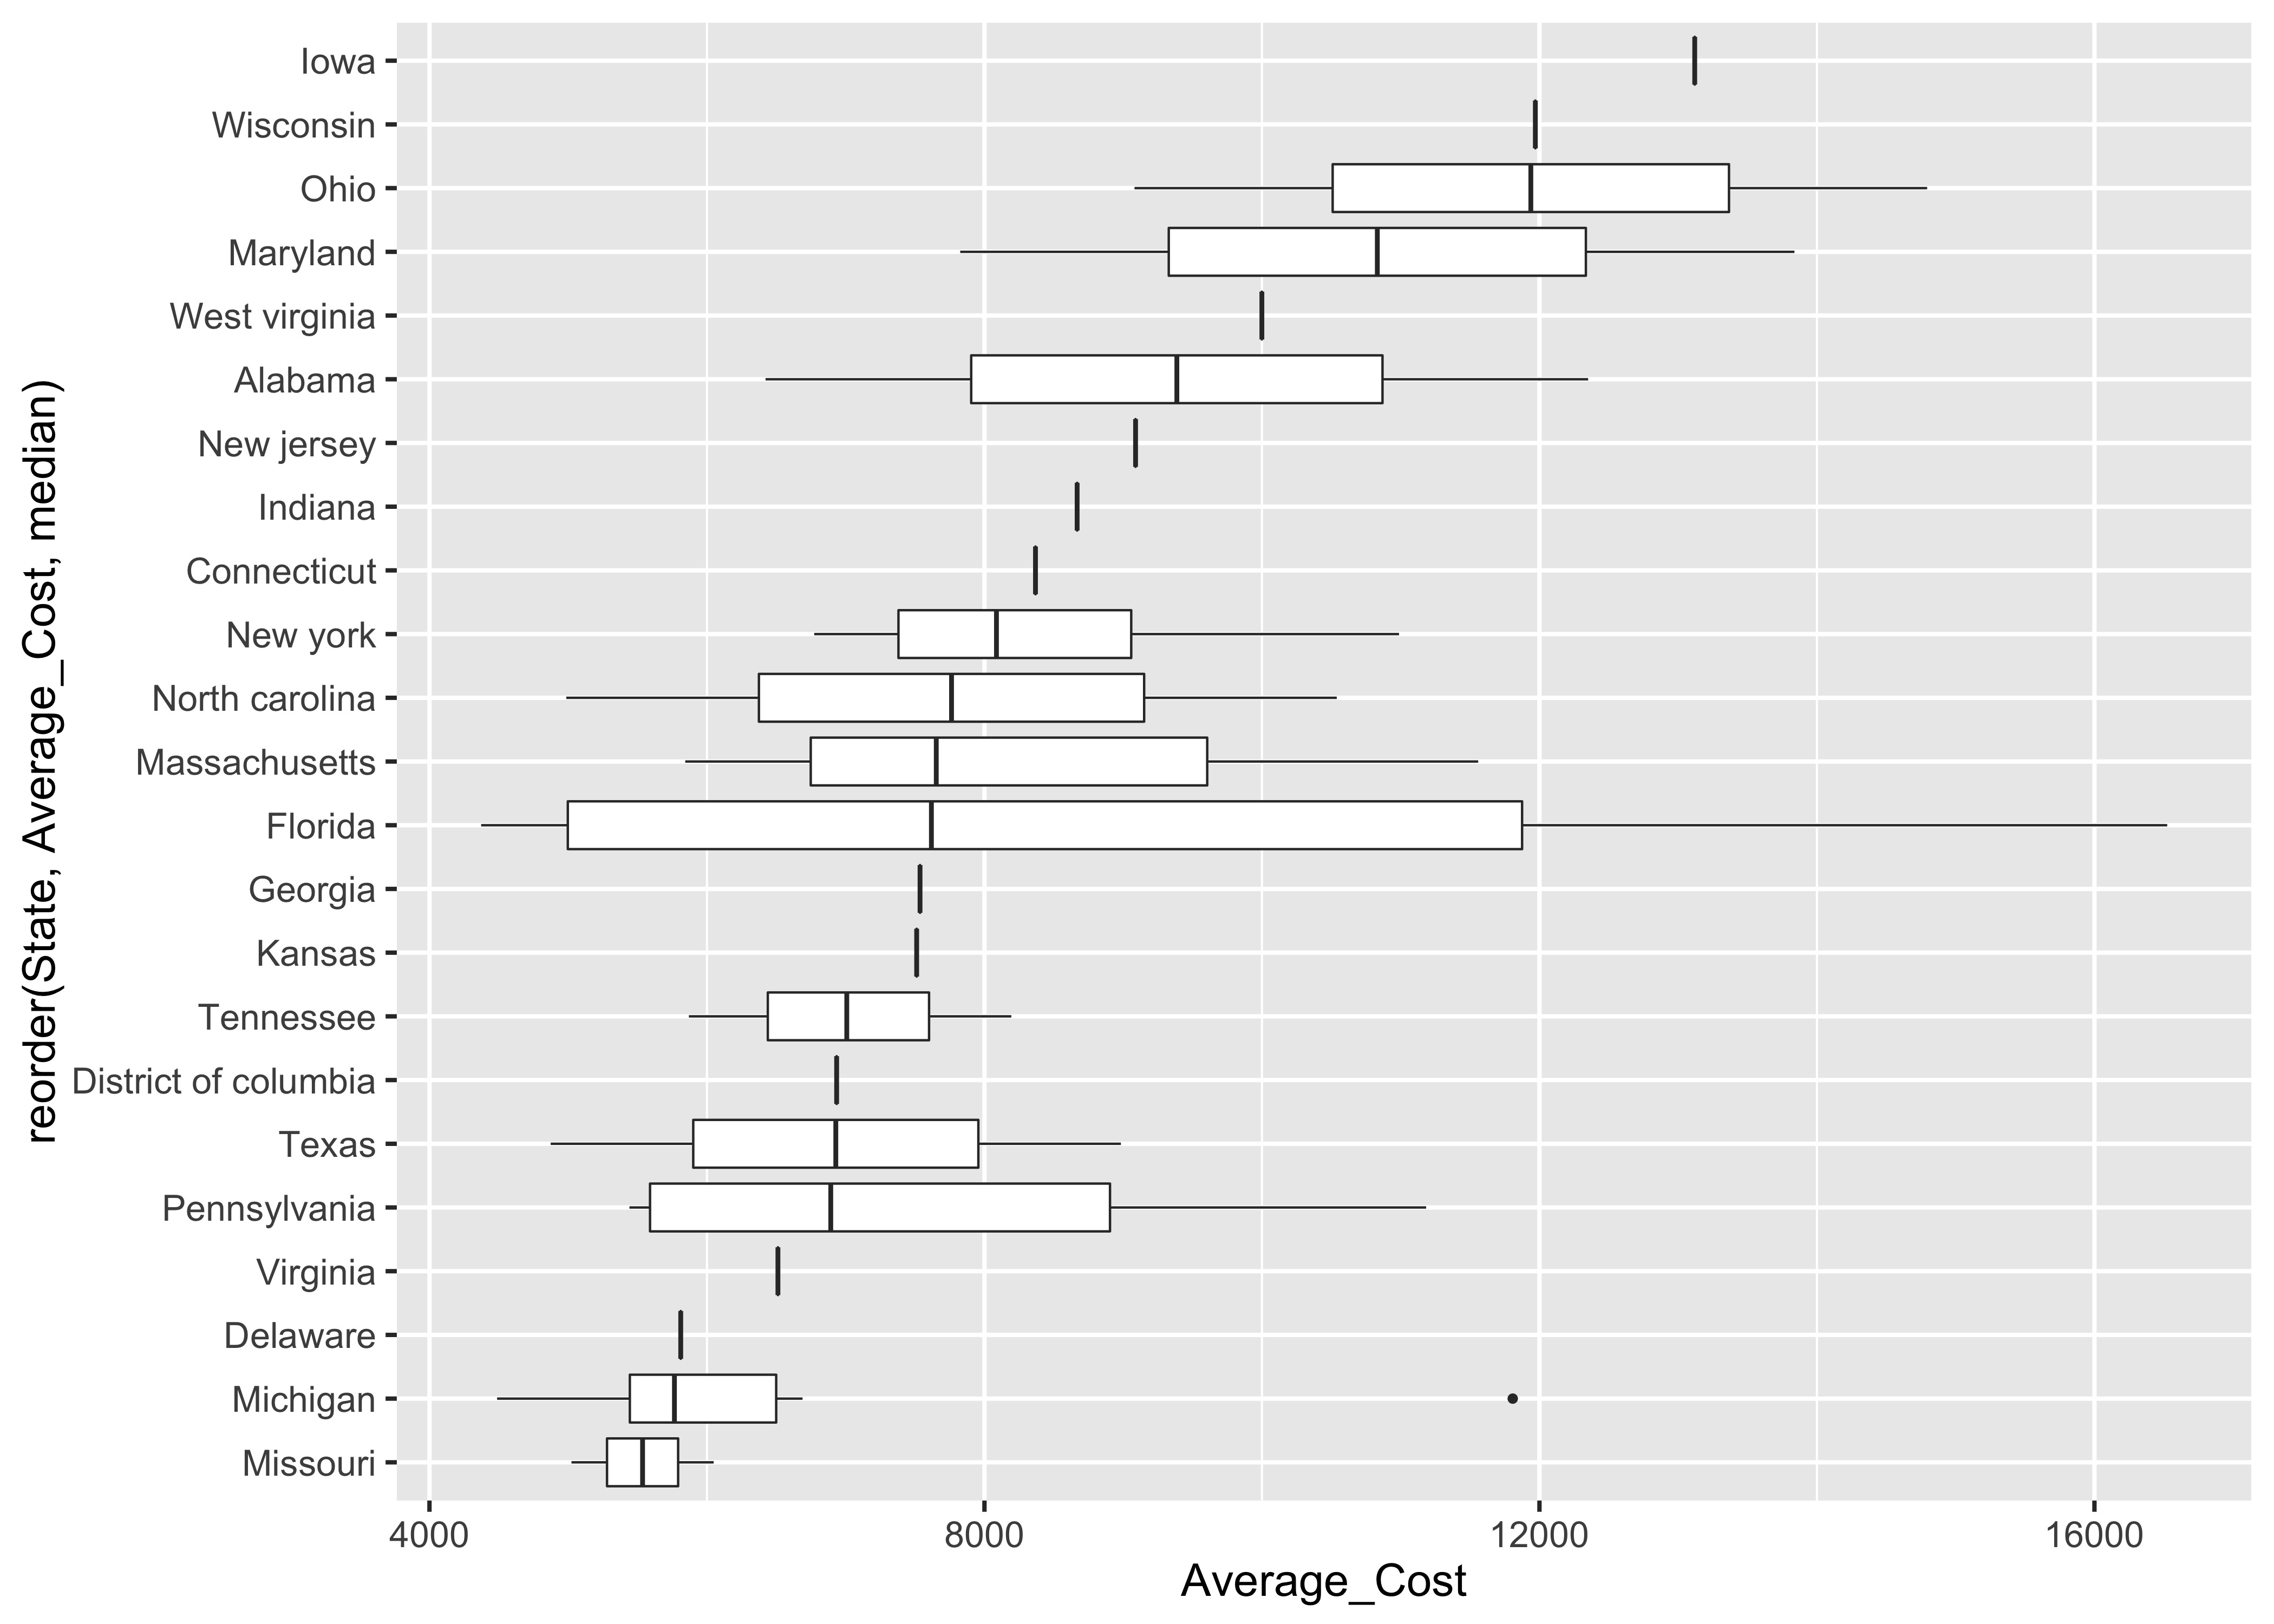 reorder(State, Average_Cost, median)
Iowa
Wisconsin
Ohio
Maryland
West virginia
Alabama
New jersey
Indiana
Connecticut
New york
North carolina
Massachusetts
Florida
Georgia
Kansas
Tennessee
District of columbia
Texas
Pennsylvania
Virginia
Delaware
Michigan
Missouri
4000 8000 12000 16000
Average_Cost